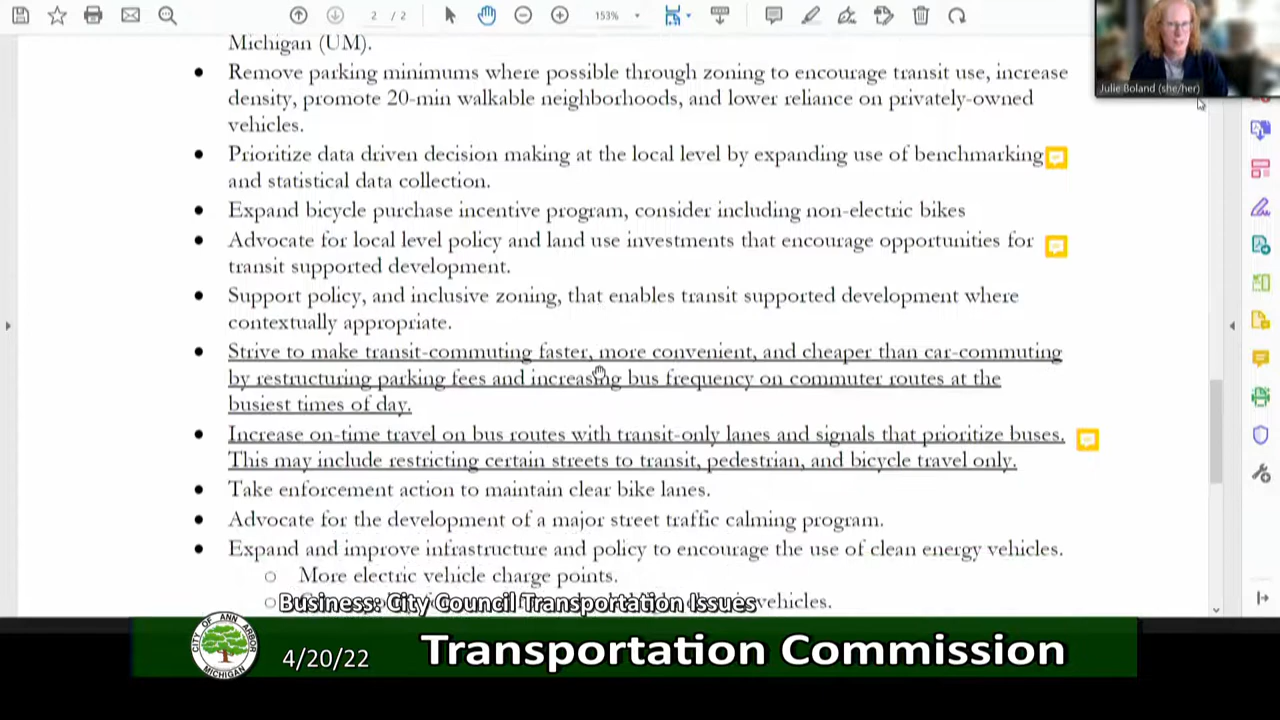 2 / 2
153%
Julie Boland (she/her)
Michigan (UM).
● Remove parking minimums where possible through zoning to encourage transit use, increase
density, promote 20-min walkable neighborhoods, and lower reliance on privately-owned
vehicles.
● Prioritize data driven decision making at the local level by expanding use of benchmarking
and statistical data collection.
● Expand bicycle purchase incentive program, consider including non-electric bikes
● Advocate for local level policy and land use investments that encourage opportunities for
transit supported development.
● Support policy, and inclusive zoning, that enables transit supported development where
contextually appropriate.
● Strive to make transit-commuting faster, more convenient, and cheaper than car-commuting
by restructuring parking fees and increasing bus frequency on commuter routes at the
busiest times of day.
● Increase on-time travel on bus routes with transit-only lanes and signals that prioritize buses.
This may include restricting certain streets to transit, pedestrian, and bicycle travel only.
● Take enforcement action to maintain clear bike lanes.
● Advocate for the development of a major street traffic calming program.
● Expand and improve infrastructure and policy to encourage the use of clean energy vehicles.
○ More electric vehicle charge points.
○ vehicles.
Business: City Council Transportation Issues
CITY OF ANN ARBOR
MICHIGAN
4/20/22
Transportation Commission